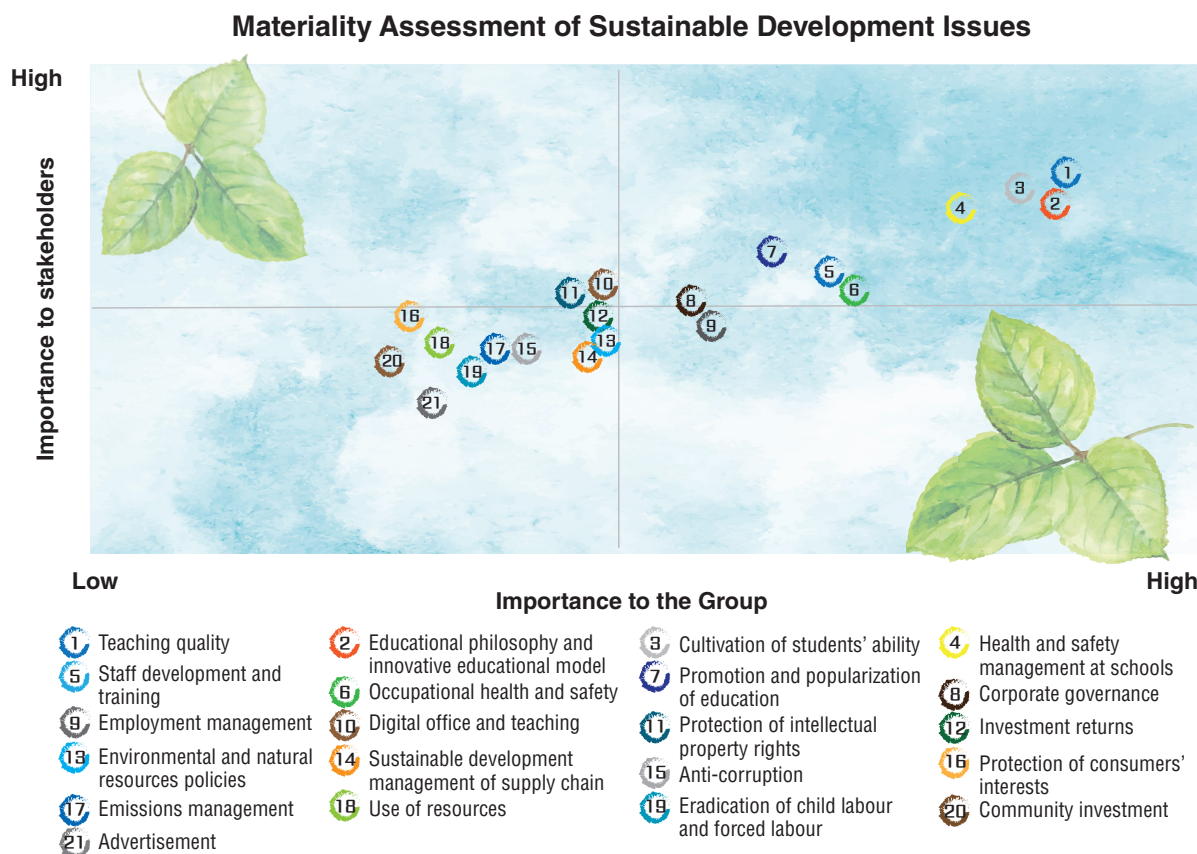 Materiality Assessment of Sustainable Development Issues
High
Importance to stakeholders
1
3
2
4
7
5
6
10
11
8
16
12
9
13
18
17
15
14
20
19
21
Low
High
Importance to the Group
1 Teaching quality
2 Educational philosophy and
innovative educational model
3 Cultivation of students’ ability
4 Health and safety
management at schools
5 Staff development and
training
6 Occupational health and safety
7 Promotion and popularization
of education
8 Corporate governance
9 Employment management
10 Digital office and teaching
11 Protection of intellectual
property rights
12 Investment returns
13 Environmental and natural
resources policies
14 Sustainable development
management of supply chain
15 Anti-corruption
16 Protection of consumers’
interests
17 Emissions management
18 Use of resources
19 Eradication of child labour
and forced labour
20 Community investment
21 Advertisement